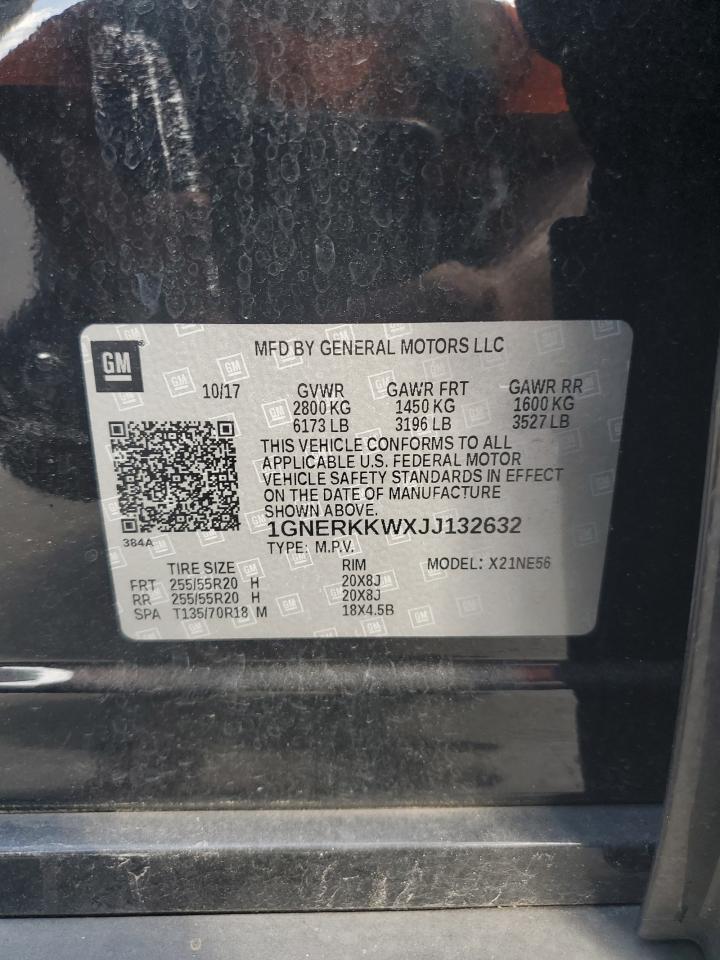 GM
MFD BY GENERAL MOTORS LLC
10/17 GVWR GAWR FRT GAWR RR
2800 KG 1450 KG 1600 KG
6173 LB 3196 LB 3527 LB
THIS VEHICLE CONFORMS TO ALL
APPLICABLE U.S. FEDERAL MOTOR
VEHICLE SAFETY STANDARDS IN EFFECT
ON THE DATE OF MANUFACTURE
SHOWN ABOVE.
384A
1GNERKKWXJJ132632
TYPE: M.P.V.
TIRE SIZE RIM MODEL: X21NE56
FRT 255/55R20 H 20X8J
RR 255/55R20 H 20X8J
SPA T135/70R18 M 18X4.5B